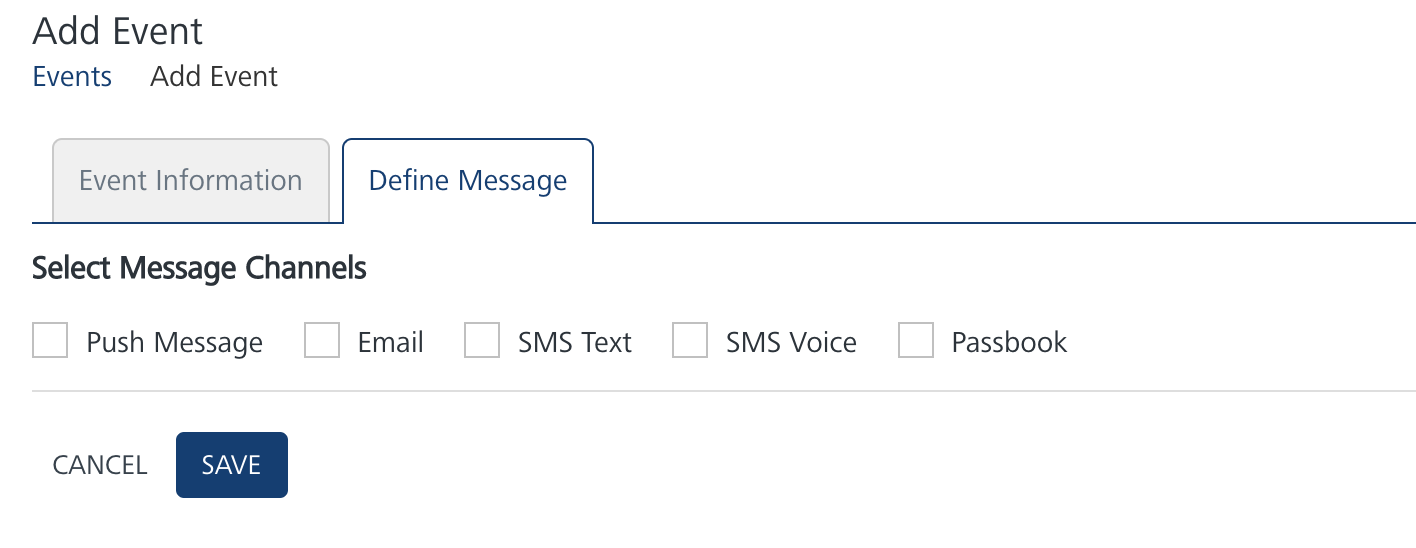 Add Event
Events Add Event
Event Information Define Message
Select Message Channels
Push Message Email SMS Text SMS Voice Passbook
CANCEL SAVE